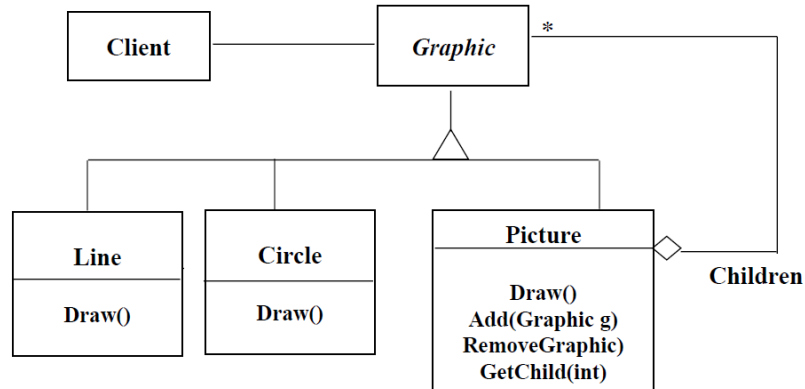 Client
Graphic
*
Line
Draw()
Circle
Draw()
Picture
Draw()
Add(Graphic g)
RemoveGraphic)
GetChild(int)
Children